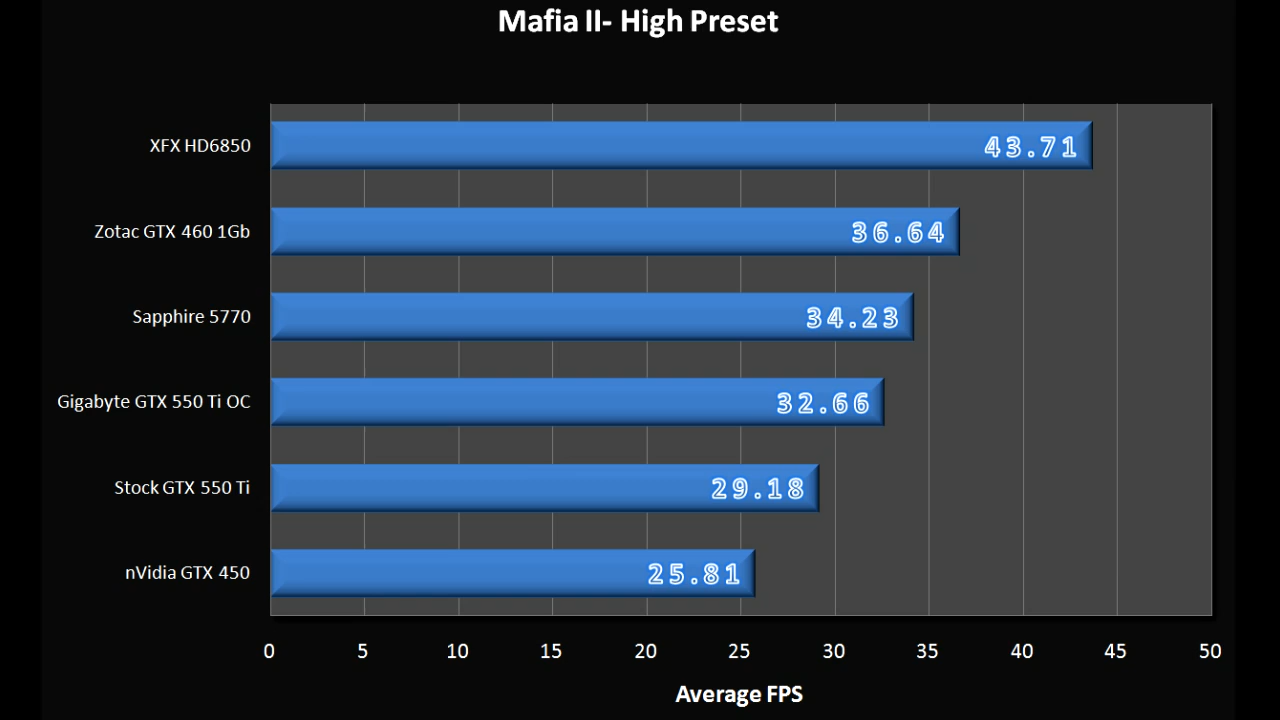 Mafia II- High Preset
XFX HD6850
43.71
Zotac GTX 460 1Gb
36.64
Sapphire 5770
34.23
Gigabyte GTX 550 Ti OC
32.66
Stock GTX 550 Ti
29.18
nVidia GTX 450
25.81
0 5 10 15 20 25 30 35 40 45 50
Average FPS